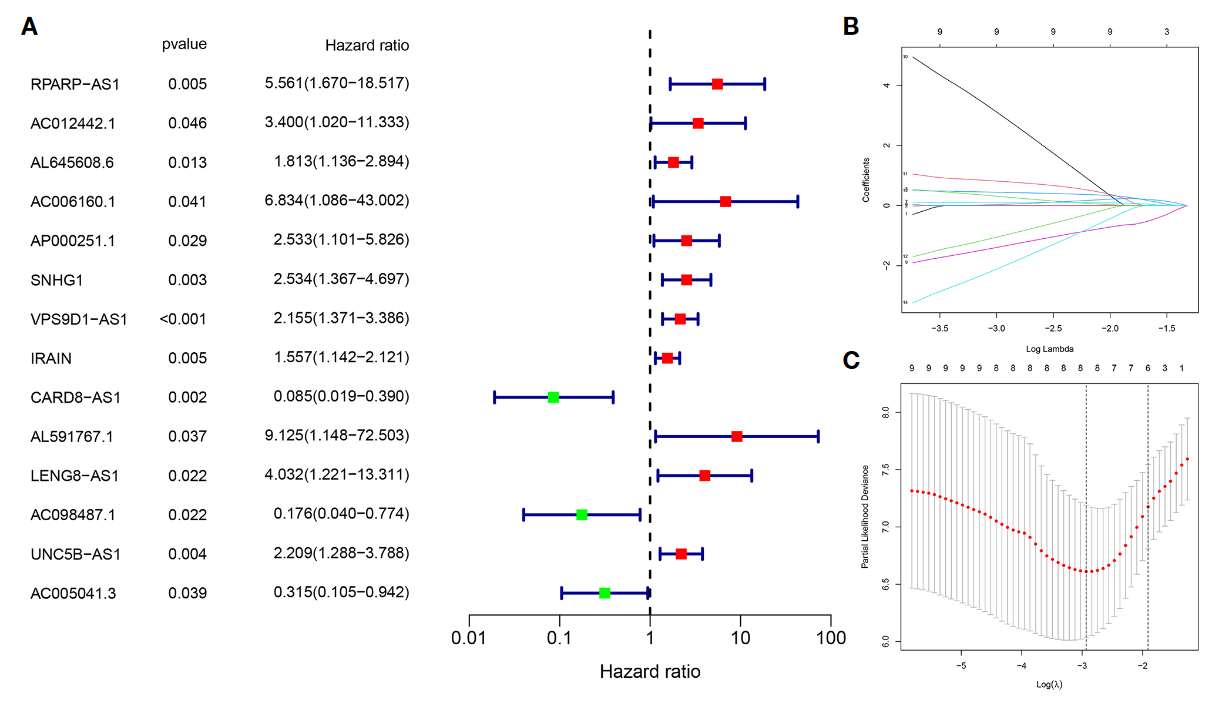 A
pvalue Hazard ratio
RPARP−AS1 0.005 5.561(1.670−18.517)
AC012442.1 0.046 3.400(1.020−11.333)
AL645608.6 0.013 1.813(1.136−2.894)
AC006160.1 0.041 6.834(1.086−43.002)
AP000251.1 0.029 2.533(1.101−5.826)
SNHG1 0.003 2.534(1.367−4.697)
VPS9D1−AS1 <0.001 2.155(1.371−3.386)
IRAIN 0.005 1.557(1.142−2.121)
CARD8−AS1 0.002 0.085(0.019−0.390)
AL591767.1 0.037 9.125(1.148−72.503)
LENG8−AS1 0.022 4.032(1.221−13.311)
AC098487.1 0.022 0.176(0.040−0.774)
UNC5B−AS1 0.004 2.209(1.288−3.788)
AC005041.3 0.039 0.315(0.105−0.942)
0.01 0.1 1 10 100
Hazard ratio
B
9 9 9 9 3
Coefficients
4
2
0
−2
−3.5 −3.0 −2.5 −2.0 −1.5
Log Lambda
C
9 9 9 9 9 8 8 8 8 8 8 8 7 7 6 3 1
Partial Likelihood Deviance
8.0
7.5
7.0
6.5
6.0
−5 −4 −3 −2
Log(λ)